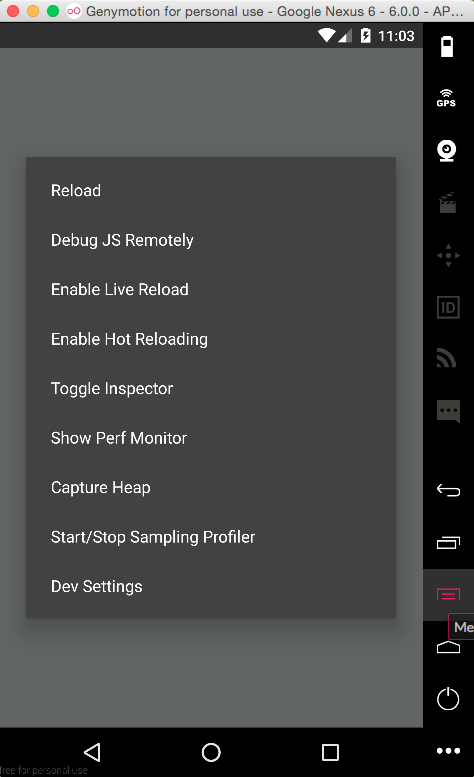 Genymotion for personal use - Google Nexus 6 - 6.0.0 - AP...
11:03
GPS
Reload
Debug JS Remotely
Enable Live Reload
Enable Hot Reloading
ID
Toggle Inspector
Show Perf Monitor
Capture Heap
Start/Stop Sampling Profiler
Dev Settings
Me
free for personal use